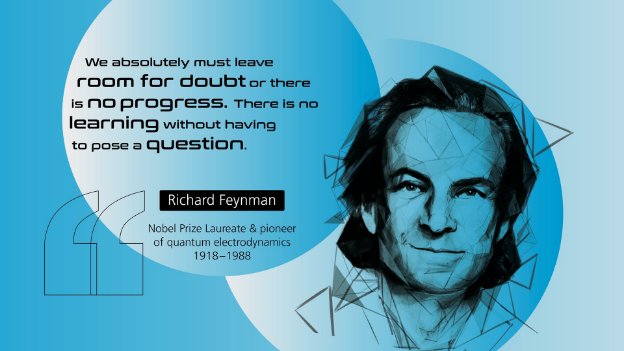 We absolutely must leave
room for doubt or there
is no progress. There is no
learning without having
to pose a question.
Richard Feynman
Nobel Prize Laureate & pioneer
of quantum electrodynamics
1918–1988